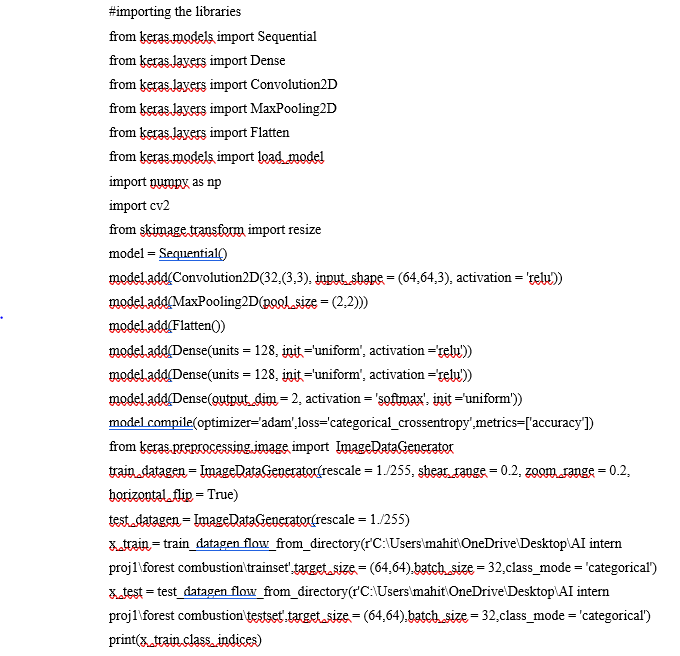 #importing the libraries
from keras.models import Sequential
from keras.layers import Dense
from keras.layers import Convolution2D
from keras.layers import MaxPooling2D
from keras.layers import Flatten
from keras.models import load_model
import numpy as np
import cv2
from skimage.transform import resize
model = Sequential()
model.add(Convolution2D(32,(3,3), input_shape = (64,64,3), activation = 'relu'))
model.add(MaxPooling2D(pool_size = (2,2)))
model.add(Flatten())
model.add(Dense(units = 128, init ='uniform', activation ='relu'))
model.add(Dense(units = 128, init ='uniform', activation ='relu'))
model.add(Dense(output_dim = 2, activation = 'softmax', init ='uniform'))
model.compile(optimizer='adam',loss='categorical_crossentropy',metrics=['accuracy'])
from keras.preprocessing.image import  ImageDataGenerator
train_datagen = ImageDataGenerator(rescale = 1./255, shear_range = 0.2, zoom_range = 0.2,
horizontal_flip = True)
test_datagen = ImageDataGenerator(rescale = 1./255)
x_train = train_datagen.flow_from_directory(r'C:\Users\mahit\OneDrive\Desktop\AI intern
proj1\forest combustion\trainset',target_size = (64,64),batch_size = 32,class_mode = 'categorical')
x_test = test_datagen.flow_from_directory(r'C:\Users\mahit\OneDrive\Desktop\AI intern
proj1\forest combustion\testset',target_size = (64,64),batch_size = 32,class_mode = 'categorical')
print(x_train.class_indices)